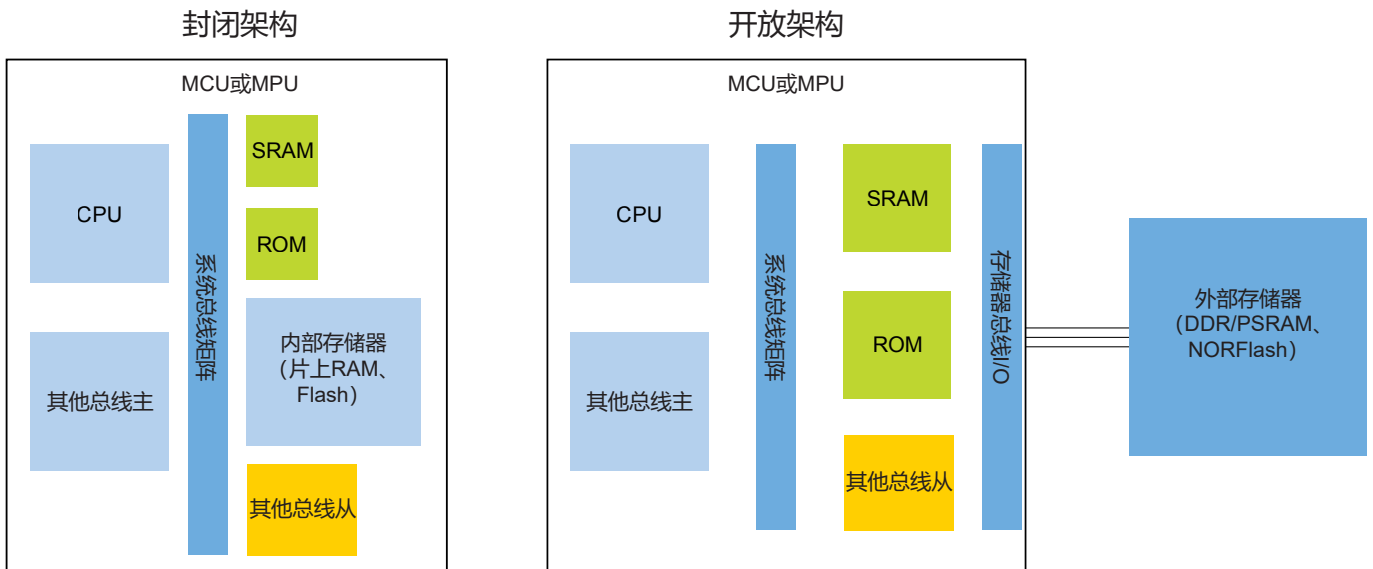 封闭架构
MCU或MPU
CPU
其他总线主
系统总线矩阵
SRAM
ROM
内部存储器
(片上RAM、
Flash)
其他总线从
开放架构
MCU或MPU
CPU
其他总线主
系统总线矩阵
SRAM
ROM
其他总线从
存储器总线I/O
外部存储器
(DDR/PSRAM、
NORFlash)